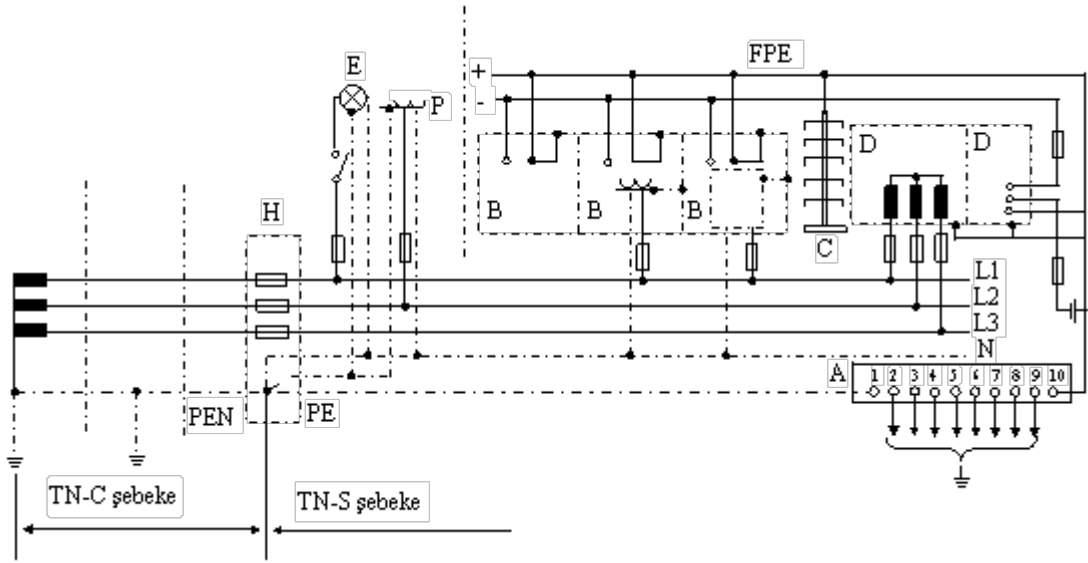 E
P
+
-
FPE
B
B
B
C
D
D
H
L1
L2
L3
N
A
1 2 3 4 5 6 7 8 9 10
PEN
PE
TN-C şebeke
TN-S şebeke